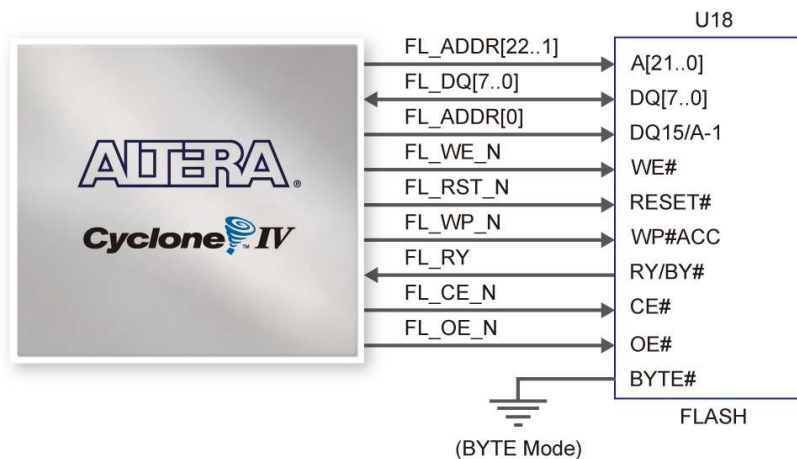 U18
FL_ADDR[22..1] A[21..0]
FL_DQ[7..0] DQ[7..0]
FL_ADDR[0] DQ15/A-1
FL_WE_N WE#
FL_RST_N RESET#
FL_WP_N WP#ACC
FL_RY RY/BY#
FL_CE_N CE#
FL_OE_N OE#
BYTE#
ALTERA®
Cyclone™ IV
FLASH
(BYTE Mode)